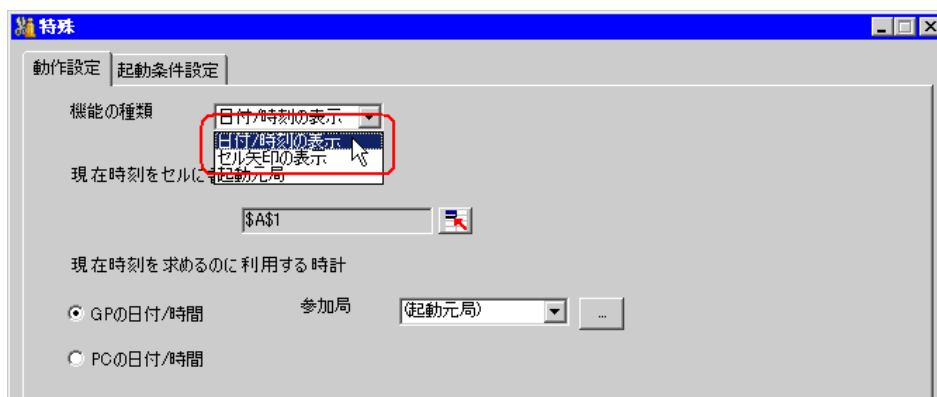 特殊
動作設定 起動条件設定
機能の種類 日付/時刻の表示
日付/時刻の表示
セル矢印の表示
起動元局
現在時刻をセルに
$A$1
現在時刻を求めるのに利用する時計
GPの日付/時間 参加局 (起動元局) ...
PCの日付/時間